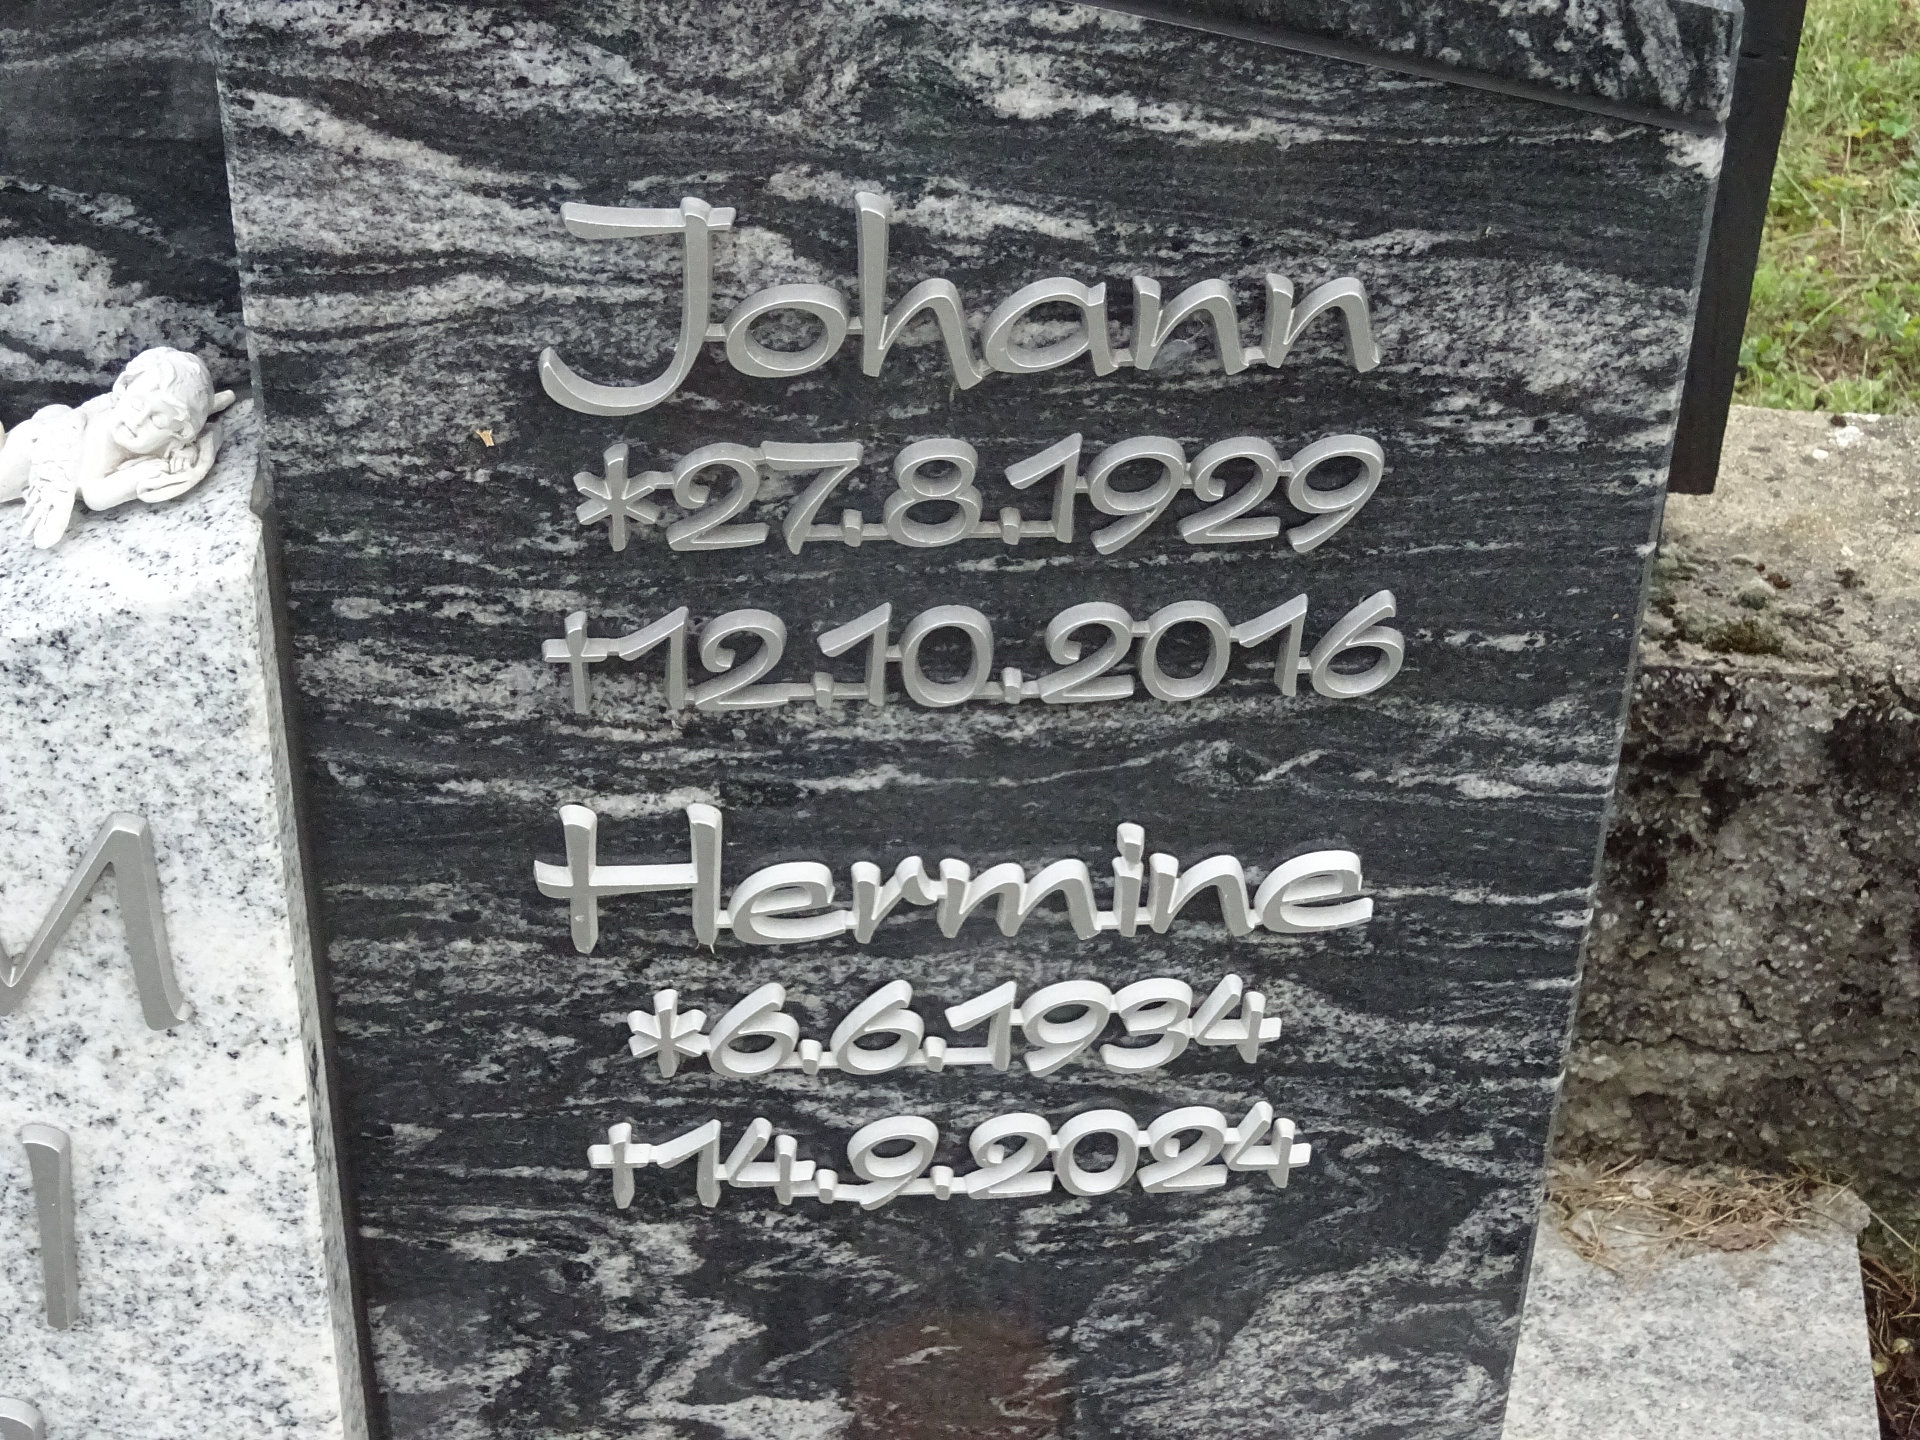 Johann
*27.8.1929
†12.10.2016
Hermine
*6.6.1934
†14.9.2024
M
I